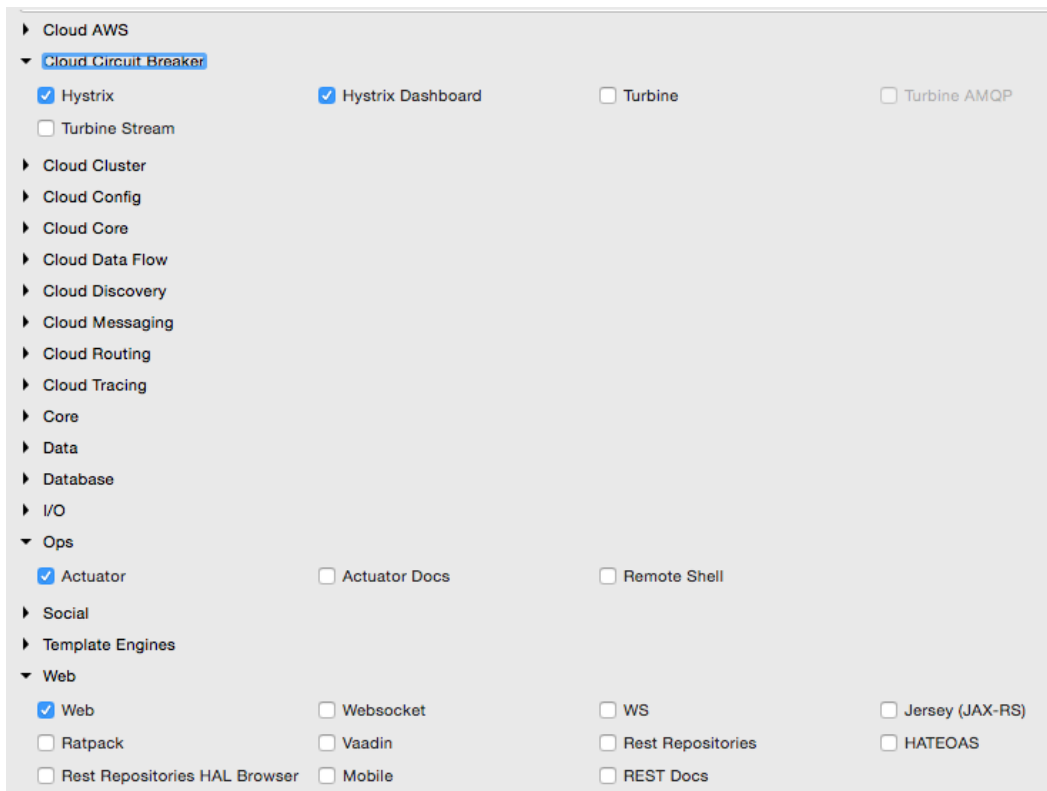 Cloud AWS
Cloud Circuit Breaker
Hystrix Hystrix Dashboard Turbine Turbine AMQP
Turbine Stream
Cloud Cluster
Cloud Config
Cloud Core
Cloud Data Flow
Cloud Discovery
Cloud Messaging
Cloud Routing
Cloud Tracing
Core
Data
Database
I/O
Ops
Actuator Actuator Docs Remote Shell
Social
Template Engines
Web
Web Websocket WS Jersey (JAX-RS)
Ratpack Vaadin Rest Repositories HATEOAS
Rest Repositories HAL Browser Mobile REST Docs